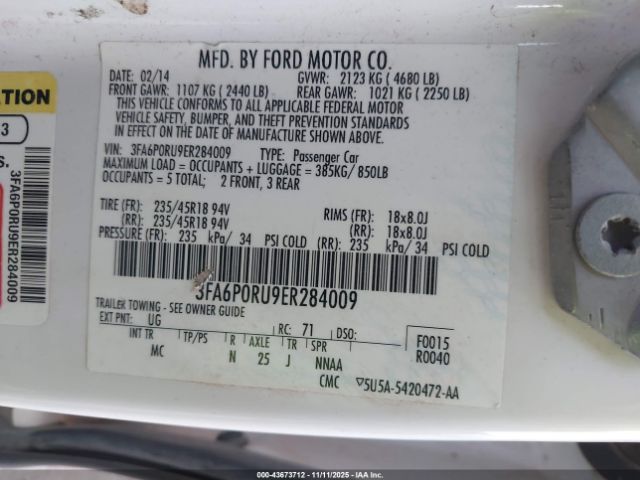 MFD. BY FORD MOTOR CO.
DATE: 02/14 GVWR: 2123 KG ( 4680 LB)
FRONT GAWR: 1107 KG ( 2440 LB) REAR GAWR: 1021 KG ( 2250 LB)
THIS VEHICLE CONFORMS TO ALL APPLICABLE FEDERAL MOTOR
VEHICLE SAFETY, BUMPER, AND THEFT PREVENTION STANDARDS
IN EFFECT ON THE DATE OF MANUFACTURE SHOWN ABOVE.
VIN: 3FA6P0RU9ER284009 TYPE: Passenger Car
MAXIMUM LOAD = OCCUPANTS + LUGGAGE = 385KG/ 850LB
OCCUPANTS = 5 TOTAL; 2 FRONT, 3 REAR
TIRE (FR): 235/45R18 94V RIMS (FR): 18x8.0J
(RR): 235/45R18 94V (RR): 18x8.0J
PRESSURE (FR): 235 kPa/ 34 PSI COLD (RR): 235 kPa/ 34 PSI COLD
3FA6P0RU9ER284009
TRAILER TOWING - SEE OWNER GUIDE
EXT PNT: UG RC: 71 DSO: F0015
INT TR TP/PS R AXLE TR SPR R0040
MC N 25 J NNAA
CMC 5U5A-5420472-AA
ATION
3
S.
3FA6P0RU9ER284009
000-43673712 - 11/11/2025 - IAAI.COM